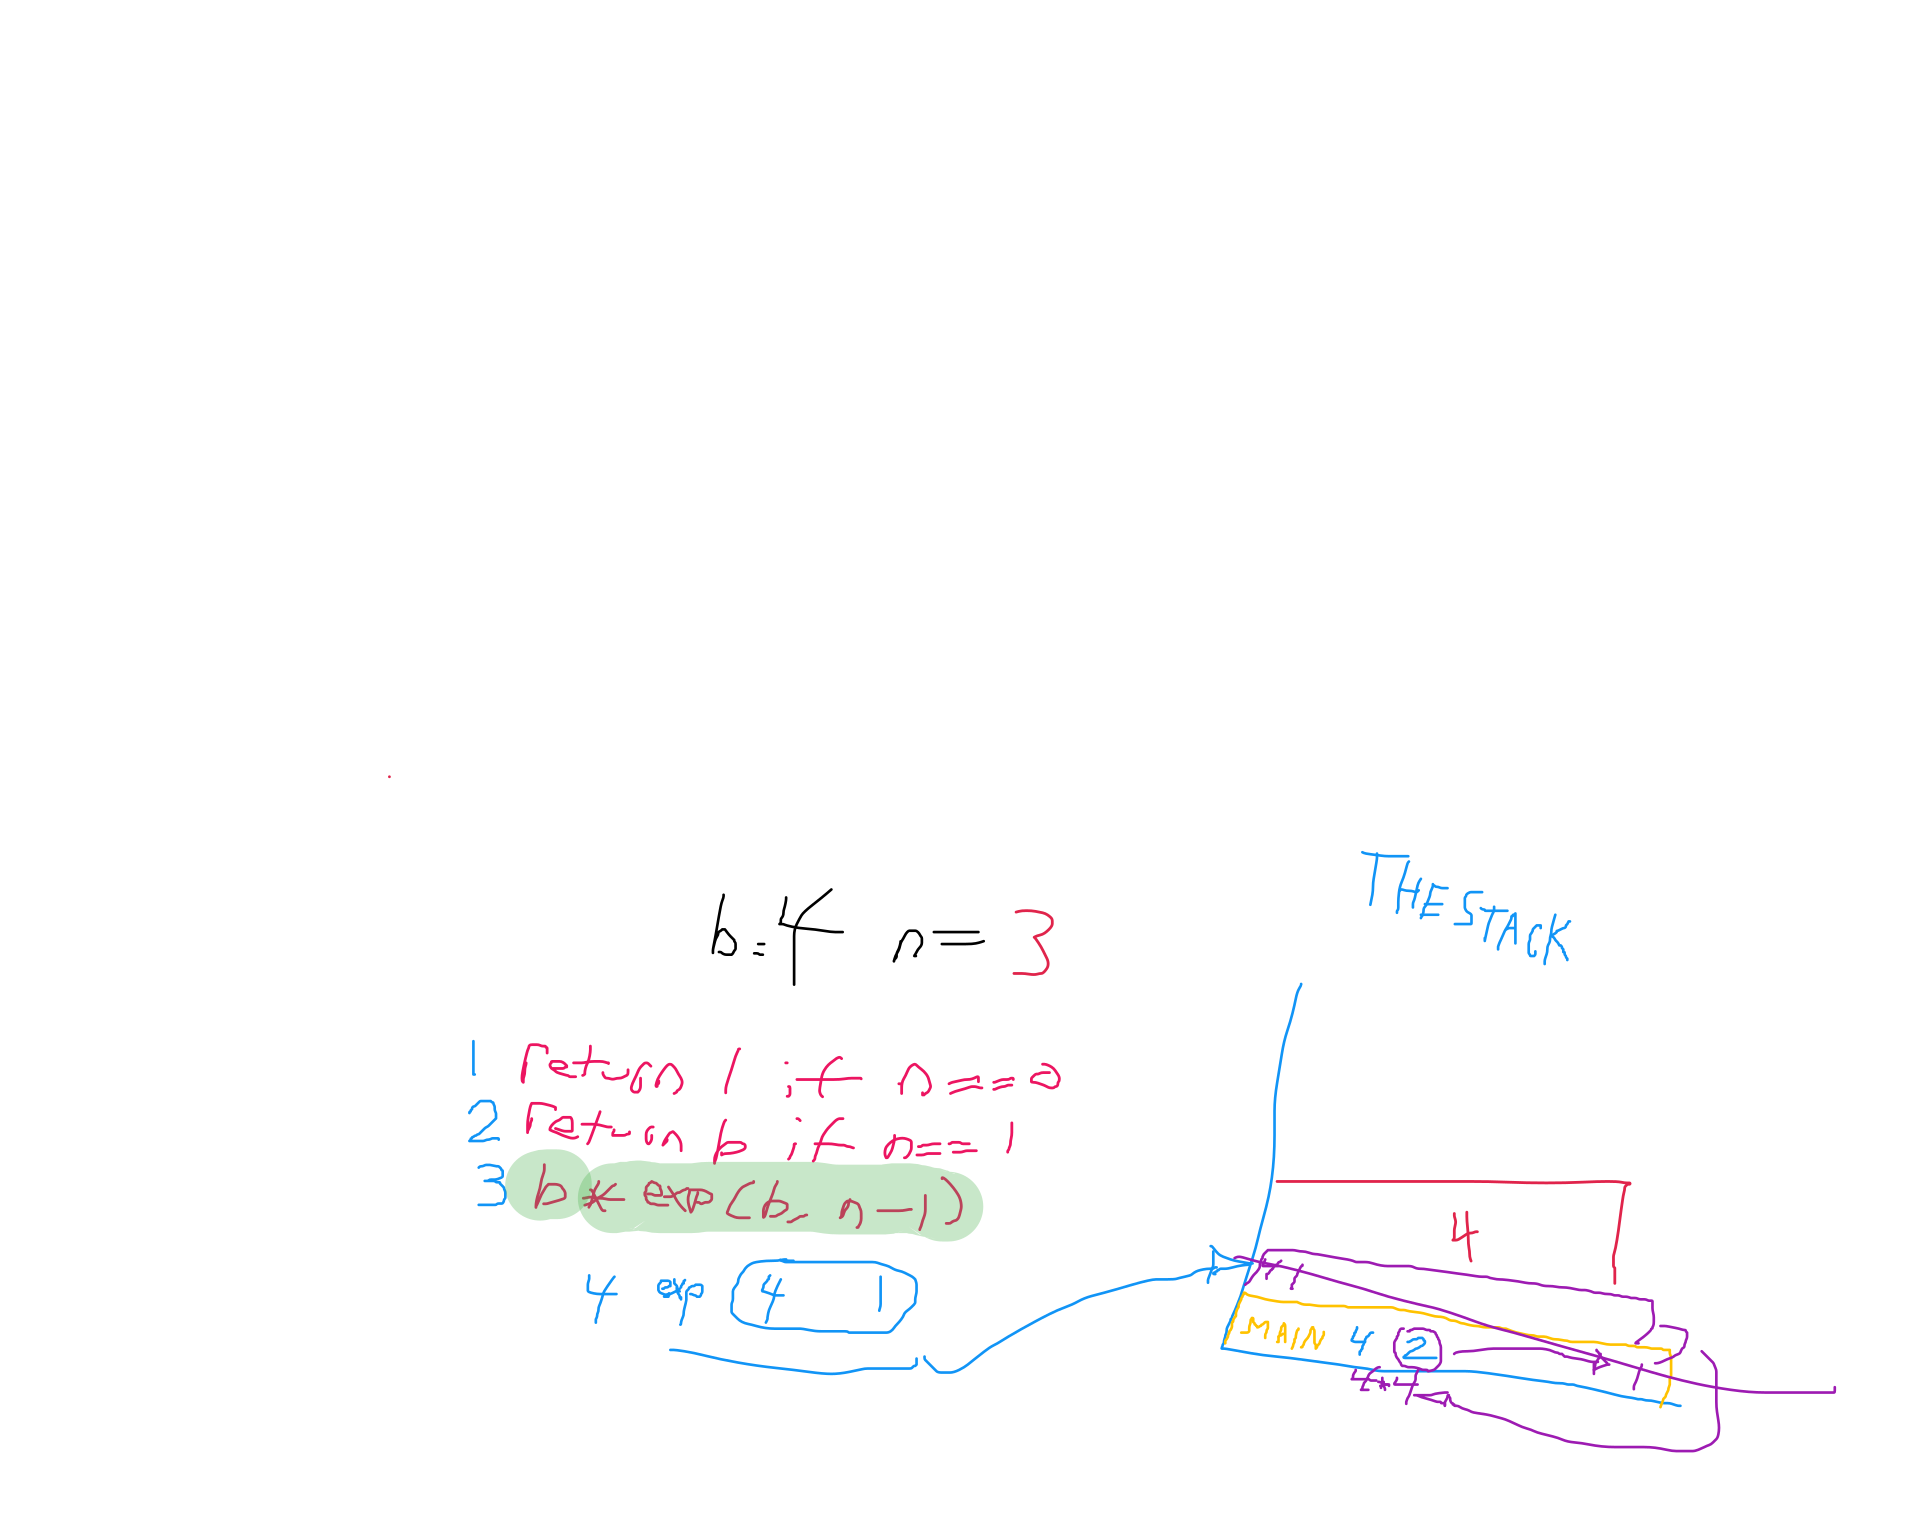 THE STACK
b=4 n=3
1 return 1 if n===0
2 return b if n===1
3 b * exp(b, n-1)
4
4 exp 4 1
4 1
MAIN 4 2 1
4*4